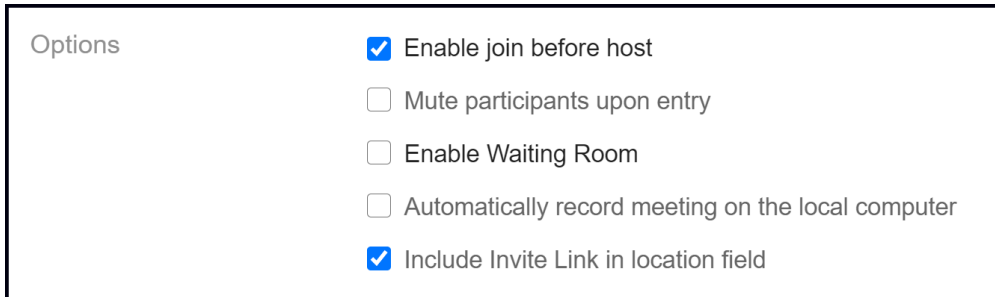 Options
Enable join before host
Mute participants upon entry
Enable Waiting Room
Automatically record meeting on the local computer
Include Invite Link in location field